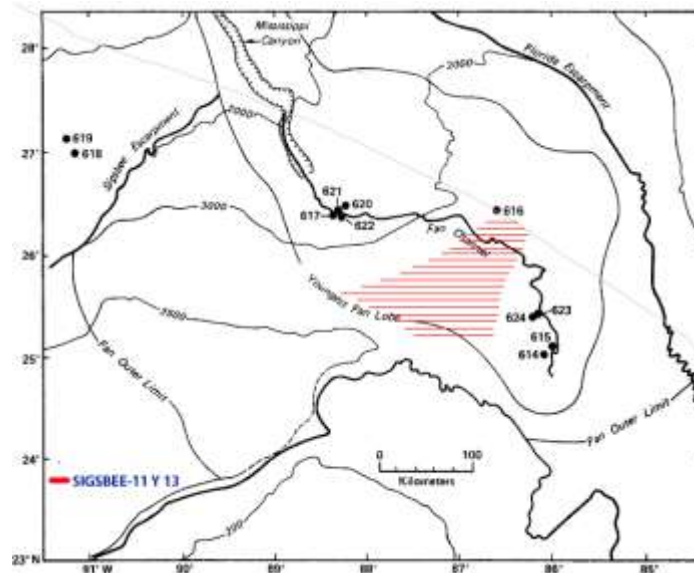 28°
27
26
25
24
23°N
91°W
90
89
88
87
86
85
Mississippi
Canyon
Florida Escarpment
2000
2000
3000
3500
Sigsbee Escarpment
619
618
621
620
617
622
616
Fan Channel
Youngest Fan Lobe
624
623
615
614
Fan Outer Limit
Fan Outer Limit
0
100
Kilometers
SIGSBEE-11 Y 13